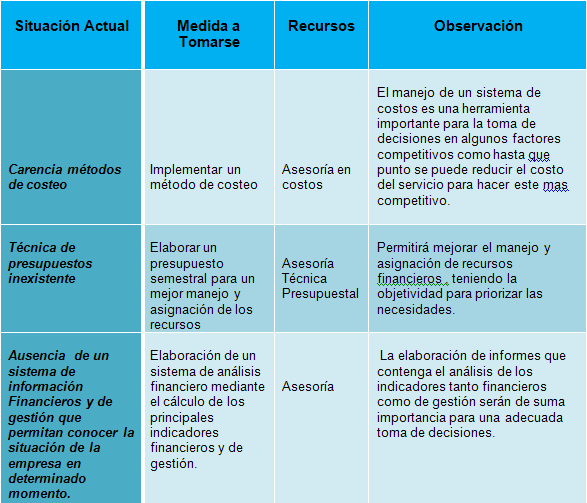 Situación Actual
Medida a
Tomarse
Recursos
Observación
Carencia métodos
de costeo
Implementar un
método de costeo
Asesoría en
costos
El manejo de un sistema de
costos es una herramienta
importante para la toma de
decisiones en algunos factores
competitivos como hasta que
punto se puede reducir el costo
del servicio para hacer este mas
competitivo.
Técnica de
presupuestos
inexistente
Elaborar un
presupuesto
semestral para un
mejor manejo y
asignación de los
recursos
Asesoría
Técnica
Presupuestal
Permitirá mejorar el manejo y
asignación de recursos
financieros , teniendo la
objetividad para priorizar las
necesidades.
Ausencia de un
sistema de
información
Financieros y de
gestión que
permitan conocer la
situación de la
empresa en
determinado
momento.
Elaboración de un
sistema de análisis
financiero mediante
el cálculo de los
principales
indicadores
financieros y de
gestión.
Asesoría
La elaboración de informes que
contenga el análisis de los
indicadores tanto financieros
como de gestión serán de suma
importancia para una adecuada
toma de decisiones.